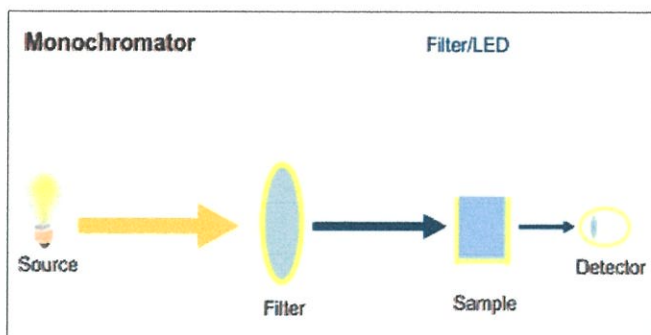 Monochromator
Filter/LED
Source
Filter
Sample
Detector